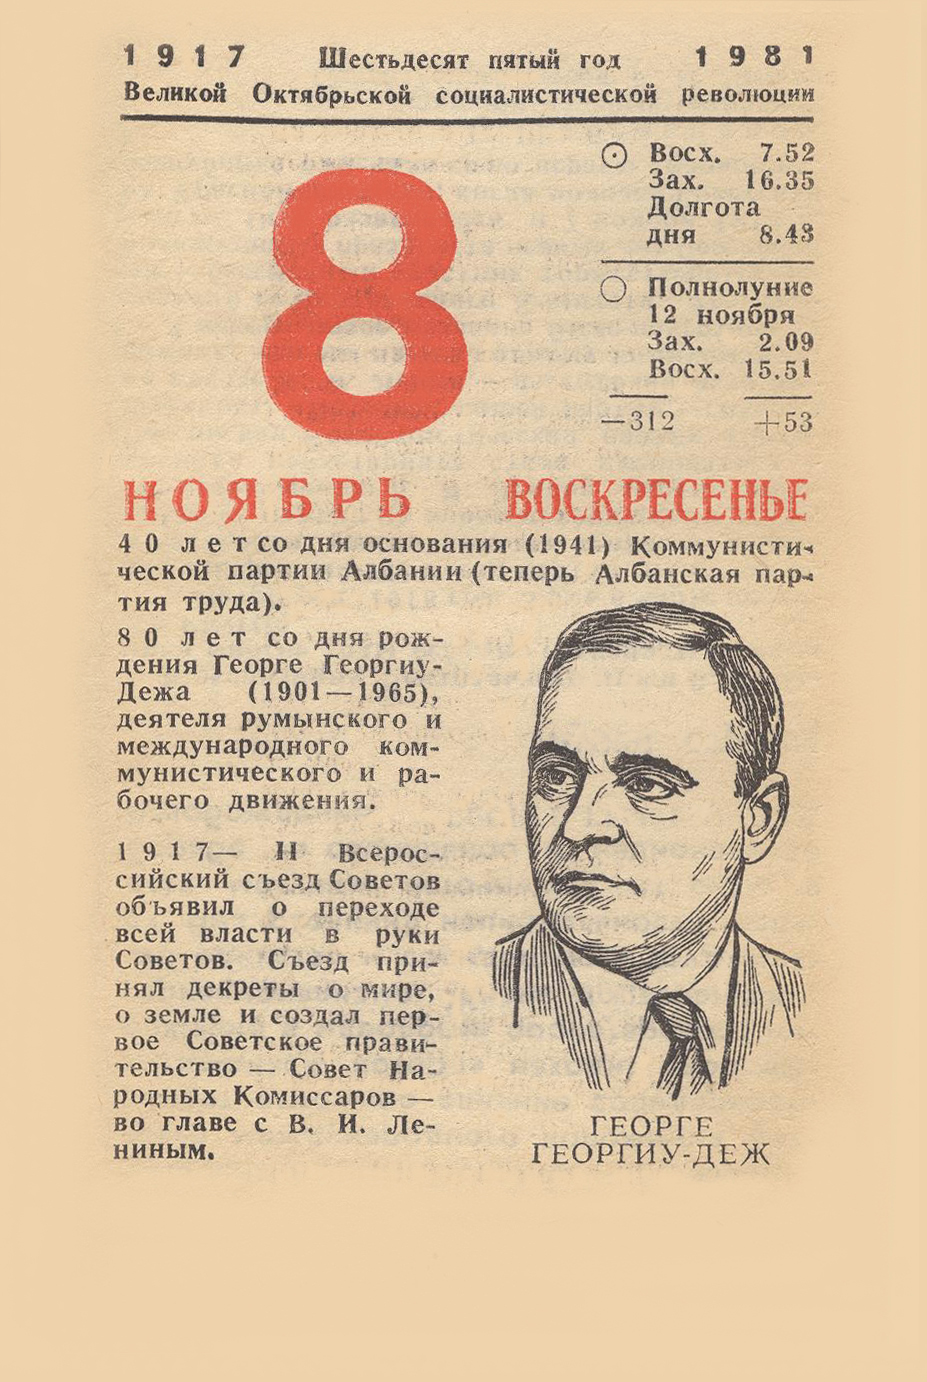 1917 Шестьдесят пятый год 1981
Великой Октябрьской социалистической революции
Восх. 7.52
Зах. 16.35
Долгота
дня 8.43
Полнолуние
12 ноября
Зах. 2.09
Восх. 15.51
—312 +53
8
НОЯБРЬ ВОСКРЕСЕНЬЕ
40 лет со дня основания (1941) Коммунисти-
ческой партии Албании (теперь Албанская пар-
тия труда).
80 лет со дня рож-
дения Георге Георгиу-
Дежа (1901—1965),
деятеля румынского и
международного ком-
мунистического и ра-
бочего движения.
1917— II Всерос-
сийский съезд Советов
объявил о переходе
всей власти в руки
Советов. Съезд при-
нял декреты о мире,
о земле и создал пер-
вое Советское прави-
тельство — Совет На-
родных Комиссаров —
во главе с В. И. Ле-
ниным.
ГЕОРГЕ
ГЕОРГИУ-ДЕЖ